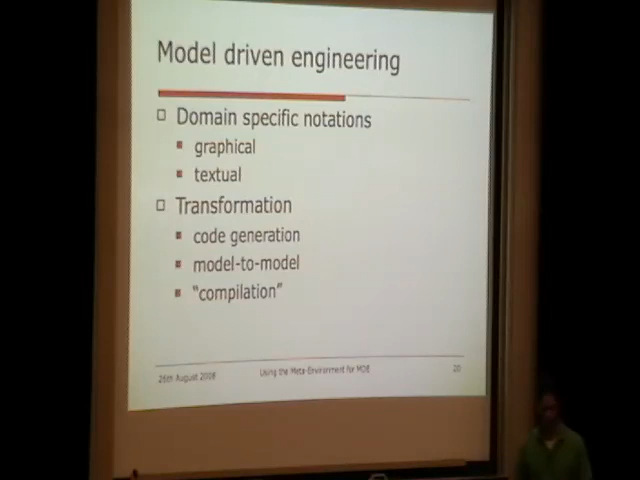 Model driven engineering
Domain specific notations
graphical
textual
Transformation
code generation
model-to-model
"compilation"
26th August 2008 Using the Meta-Environment for MDE 20